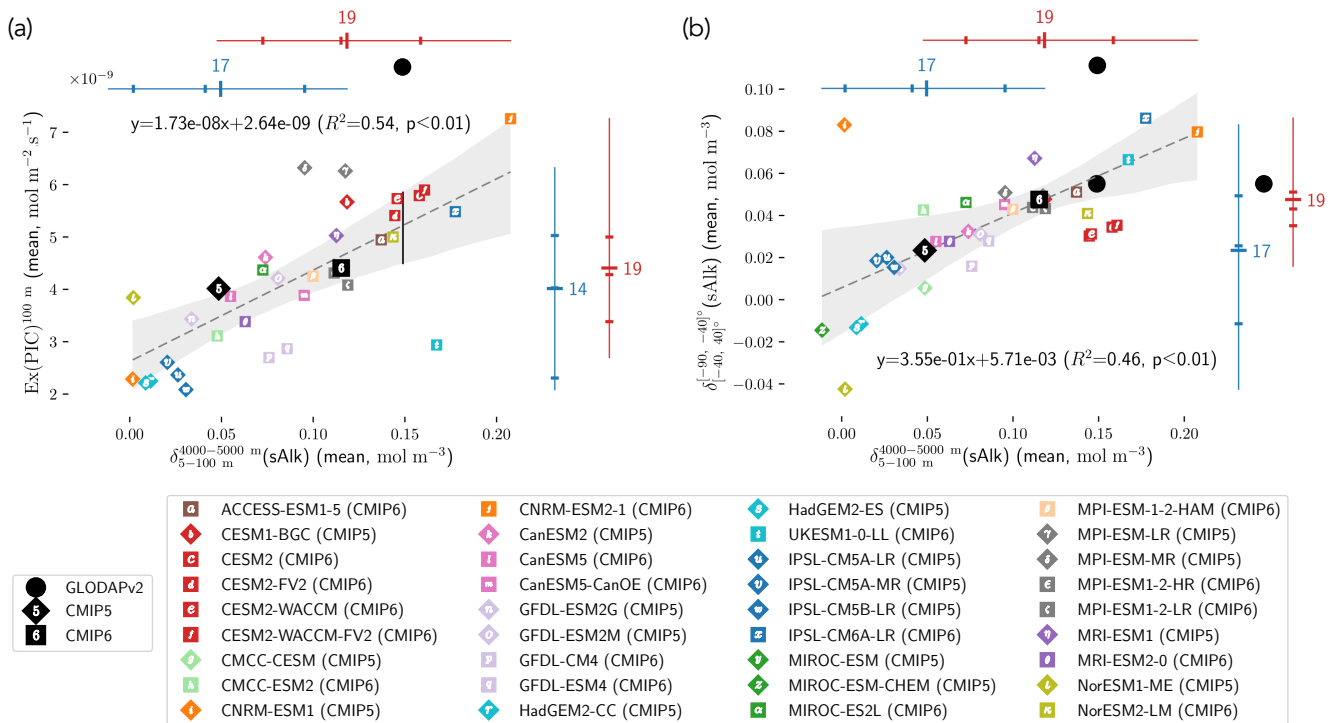 (a)
19
17
×10⁻⁹
y=1.73e-08x+2.64e-09 (R²=0.54, p<0.01)
Ex(PIC)^100 m (mean, mol m⁻².s⁻¹)
7
6
5
4
3
2
14
19
0.00 0.05 0.10 0.15 0.20
δ_{5−100 m}^{4000−5000 m}(sAlk) (mean, mol m⁻³)
(b)
19
17
0.10
0.08
0.06
0.04
0.02
0.00
−0.02
−0.04
δ_{[−40, 40]°}^{[−90, −40]°}(sAlk) (mean, mol m⁻³)
19
17
y=3.55e-01x+5.71e-03 (R²=0.46, p<0.01)
0.00 0.05 0.10 0.15 0.20
δ_{5−100 m}^{4000−5000 m}(sAlk) (mean, mol m⁻³)
GLODAPv2
5 CMIP5
6 CMIP6
a ACCESS-ESM1-5 (CMIP6)
b CESM1-BGC (CMIP5)
c CESM2 (CMIP6)
d CESM2-FV2 (CMIP6)
e CESM2-WACCM (CMIP6)
f CESM2-WACCM-FV2 (CMIP6)
g CMCC-CESM (CMIP5)
h CMCC-ESM2 (CMIP6)
i CNRM-ESM1 (CMIP5)
j CNRM-ESM2-1 (CMIP6)
k CanESM2 (CMIP5)
l CanESM5 (CMIP6)
m CanESM5-CanOE (CMIP6)
n GFDL-ESM2G (CMIP5)
o GFDL-ESM2M (CMIP5)
p GFDL-CM4 (CMIP6)
q GFDL-ESM4 (CMIP6)
r HadGEM2-CC (CMIP5)
s HadGEM2-ES (CMIP5)
t UKESM1-0-LL (CMIP6)
u IPSL-CM5A-LR (CMIP5)
v IPSL-CM5A-MR (CMIP5)
w IPSL-CM5B-LR (CMIP5)
x IPSL-CM6A-LR (CMIP6)
y MIROC-ESM (CMIP5)
z MIROC-ESM-CHEM (CMIP5)
α MIROC-ES2L (CMIP6)
MPI-ESM-1-2-HAM (CMIP6)
γ MPI-ESM-LR (CMIP5)
δ MPI-ESM-MR (CMIP5)
ε MPI-ESM1-2-HR (CMIP6)
ζ MPI-ESM1-2-LR (CMIP6)
η MRI-ESM1 (CMIP5)
θ MRI-ESM2-0 (CMIP6)
ι NorESM1-ME (CMIP5)
κ NorESM2-LM (CMIP6)